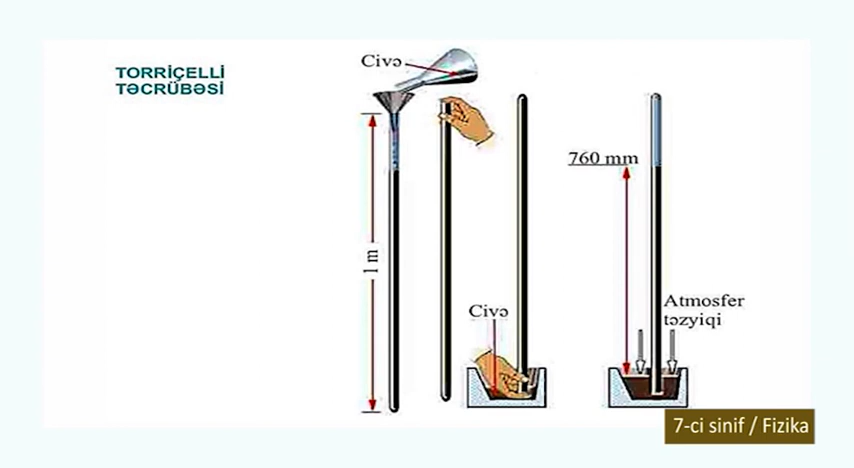 TORRİÇELLİ
TƏCRÜBƏSİ
Civə
760 mm
1 m
Civə
Atmosfer
təzyiqi
7-ci sinif / Fizika